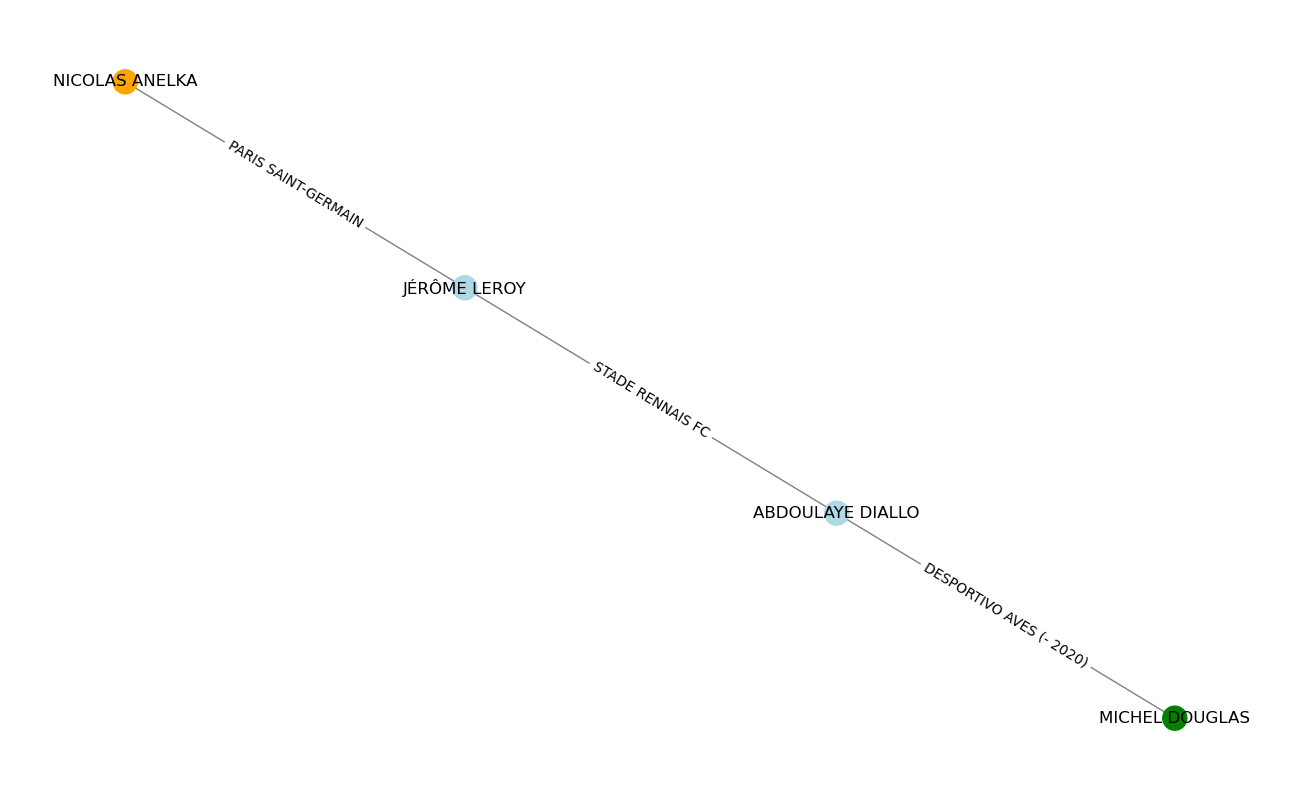 NICOLAS ANELKA
PARIS SAINT-GERMAIN
JÉRÔME LEROY
STADE RENNAIS FC
ABDOULAYE DIALLO
DESPORTIVO AVES (- 2020)
MICHEL DOUGLAS